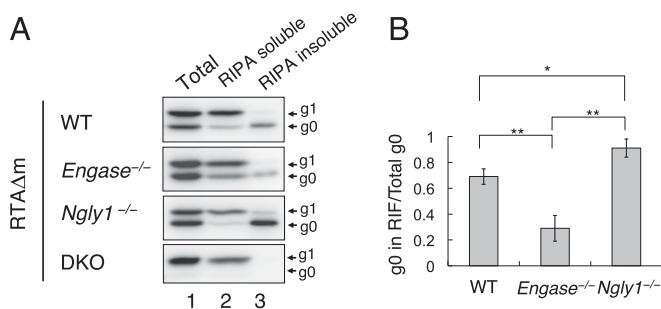 A
Total
RIPA soluble
RIPA insoluble
RTAΔm
WT
g1
g0
Engase−/−
g1
g0
Ngly1 −/−
g1
g0
DKO
g1
g0
1 2 3
B
*
** **
g0 in RIF/Total g0
1
0.8
0.6
0.4
0.2
0
WT Engase−/− Ngly1−/−